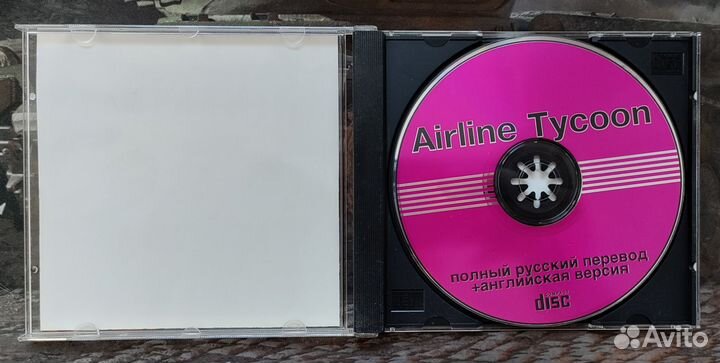 Airline Tycoon
полный русский перевод
+английская версия
disc
Avito